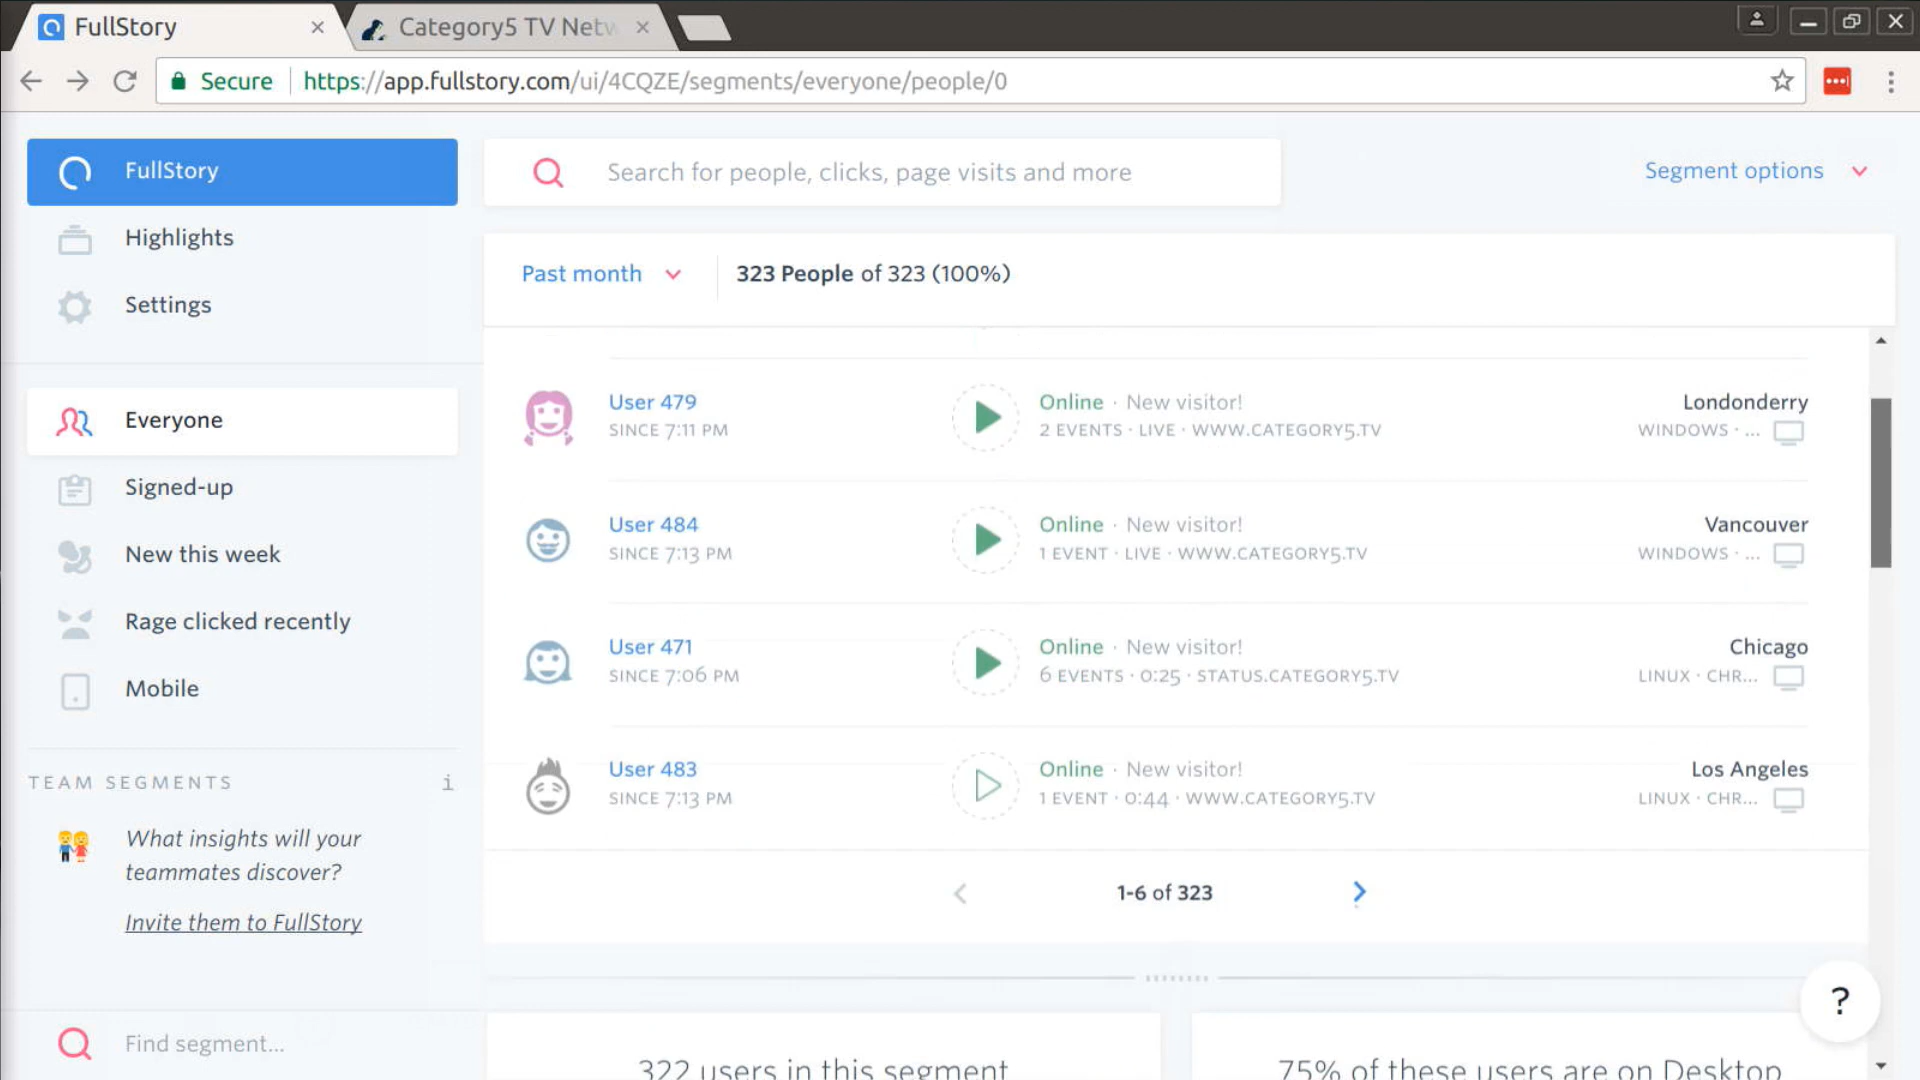 FullStory
Category5 TV Netw
Secure
https://app.fullstory.com/ui/4CQZE/segments/everyone/people/0
FullStory
Highlights
Settings
Everyone
Signed-up
New this week
Rage clicked recently
Mobile
TEAM SEGMENTS i
What insights will your
teammates discover?
Invite them to FullStory
Find segment...
Search for people, clicks, page visits and more
Segment options
Past month
323 People of 323 (100%)
User 479
SINCE 7:11 PM
Online · New visitor!
2 EVENTS · LIVE · WWW.CATEGORY5.TV
Londonderry
WINDOWS · ...
User 484
SINCE 7:13 PM
Online · New visitor!
1 EVENT · LIVE · WWW.CATEGORY5.TV
Vancouver
WINDOWS · ...
User 471
SINCE 7:06 PM
Online · New visitor!
6 EVENTS · 0:25 · STATUS.CATEGORY5.TV
Chicago
LINUX · CHR...
User 483
SINCE 7:13 PM
Online · New visitor!
1 EVENT · 0:44 · WWW.CATEGORY5.TV
Los Angeles
LINUX · CHR...
1-6 of 323
?
322 users in this segment
75% of these users are on Desktop